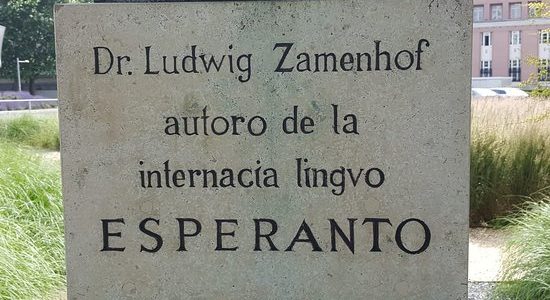 Dr. Ludwig Zamenhof
autoro de la
internacia lingvo
ESPERANTO